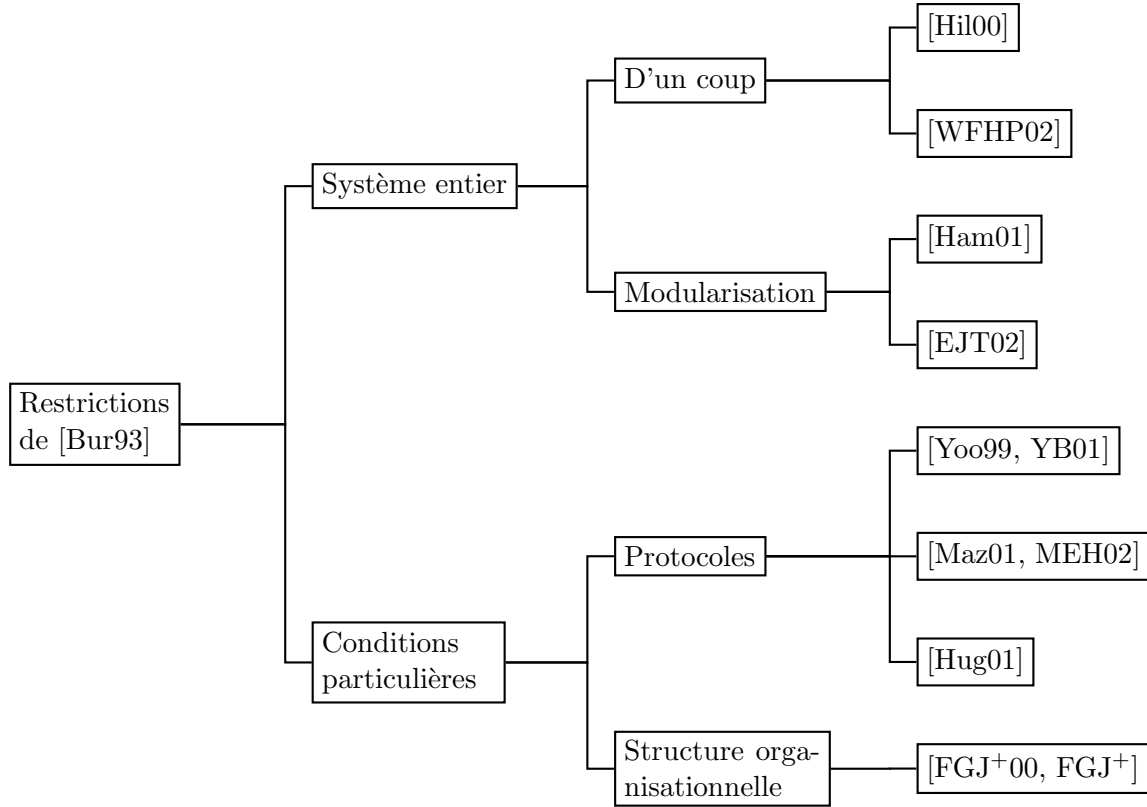 [Hil00]
D'un coup
[WFHP02]
Système entier
[Ham01]
Modularisation
[EJT02]
Restrictions
de [Bur93]
[Yoo99, YB01]
Protocoles
[Maz01, MEH02]
Conditions
particulières
[Hug01]
Structure orga-
nisationnelle
[FGJ⁺00, FGJ⁺]